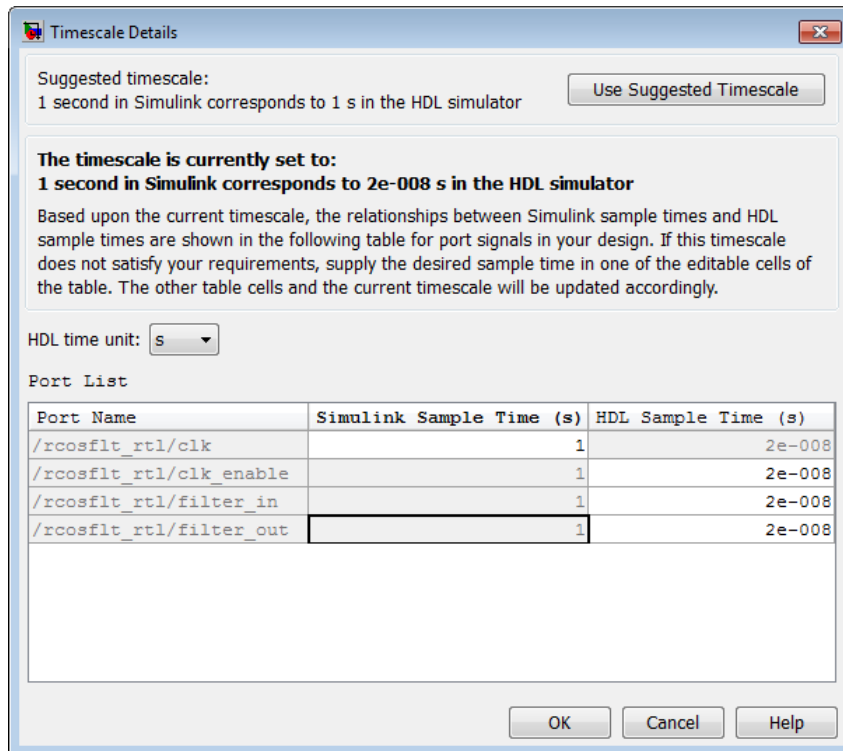 Timescale Details
Suggested timescale:
1 second in Simulink corresponds to 1 s in the HDL simulator
Use Suggested Timescale
The timescale is currently set to:
1 second in Simulink corresponds to 2e-008 s in the HDL simulator
Based upon the current timescale, the relationships between Simulink sample times and HDL
sample times are shown in the following table for port signals in your design. If this timescale
does not satisfy your requirements, supply the desired sample time in one of the editable cells of
the table. The other table cells and the current timescale will be updated accordingly.
HDL time unit: s
Port List
Port Name Simulink Sample Time (s) HDL Sample Time (s)
/rcosflt_rtl/clk 1 2e-008
/rcosflt_rtl/clk_enable 1 2e-008
/rcosflt_rtl/filter_in 1 2e-008
/rcosflt_rtl/filter_out 1 2e-008
OK Cancel Help